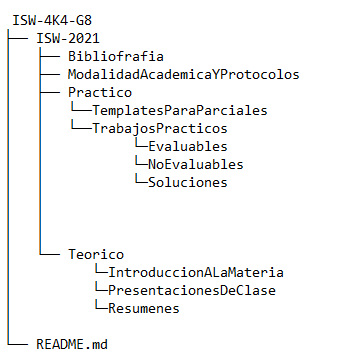 ISW-4K4-G8
ISW-2021
Bibliofrafia
ModalidadAcademicaYProtocolos
Practico
TemplatesParaParciales
TrabajosPracticos
Evaluables
NoEvaluables
Soluciones
Teorico
IntroduccionALaMateria
PresentacionesDeClase
Resumenes
README.md